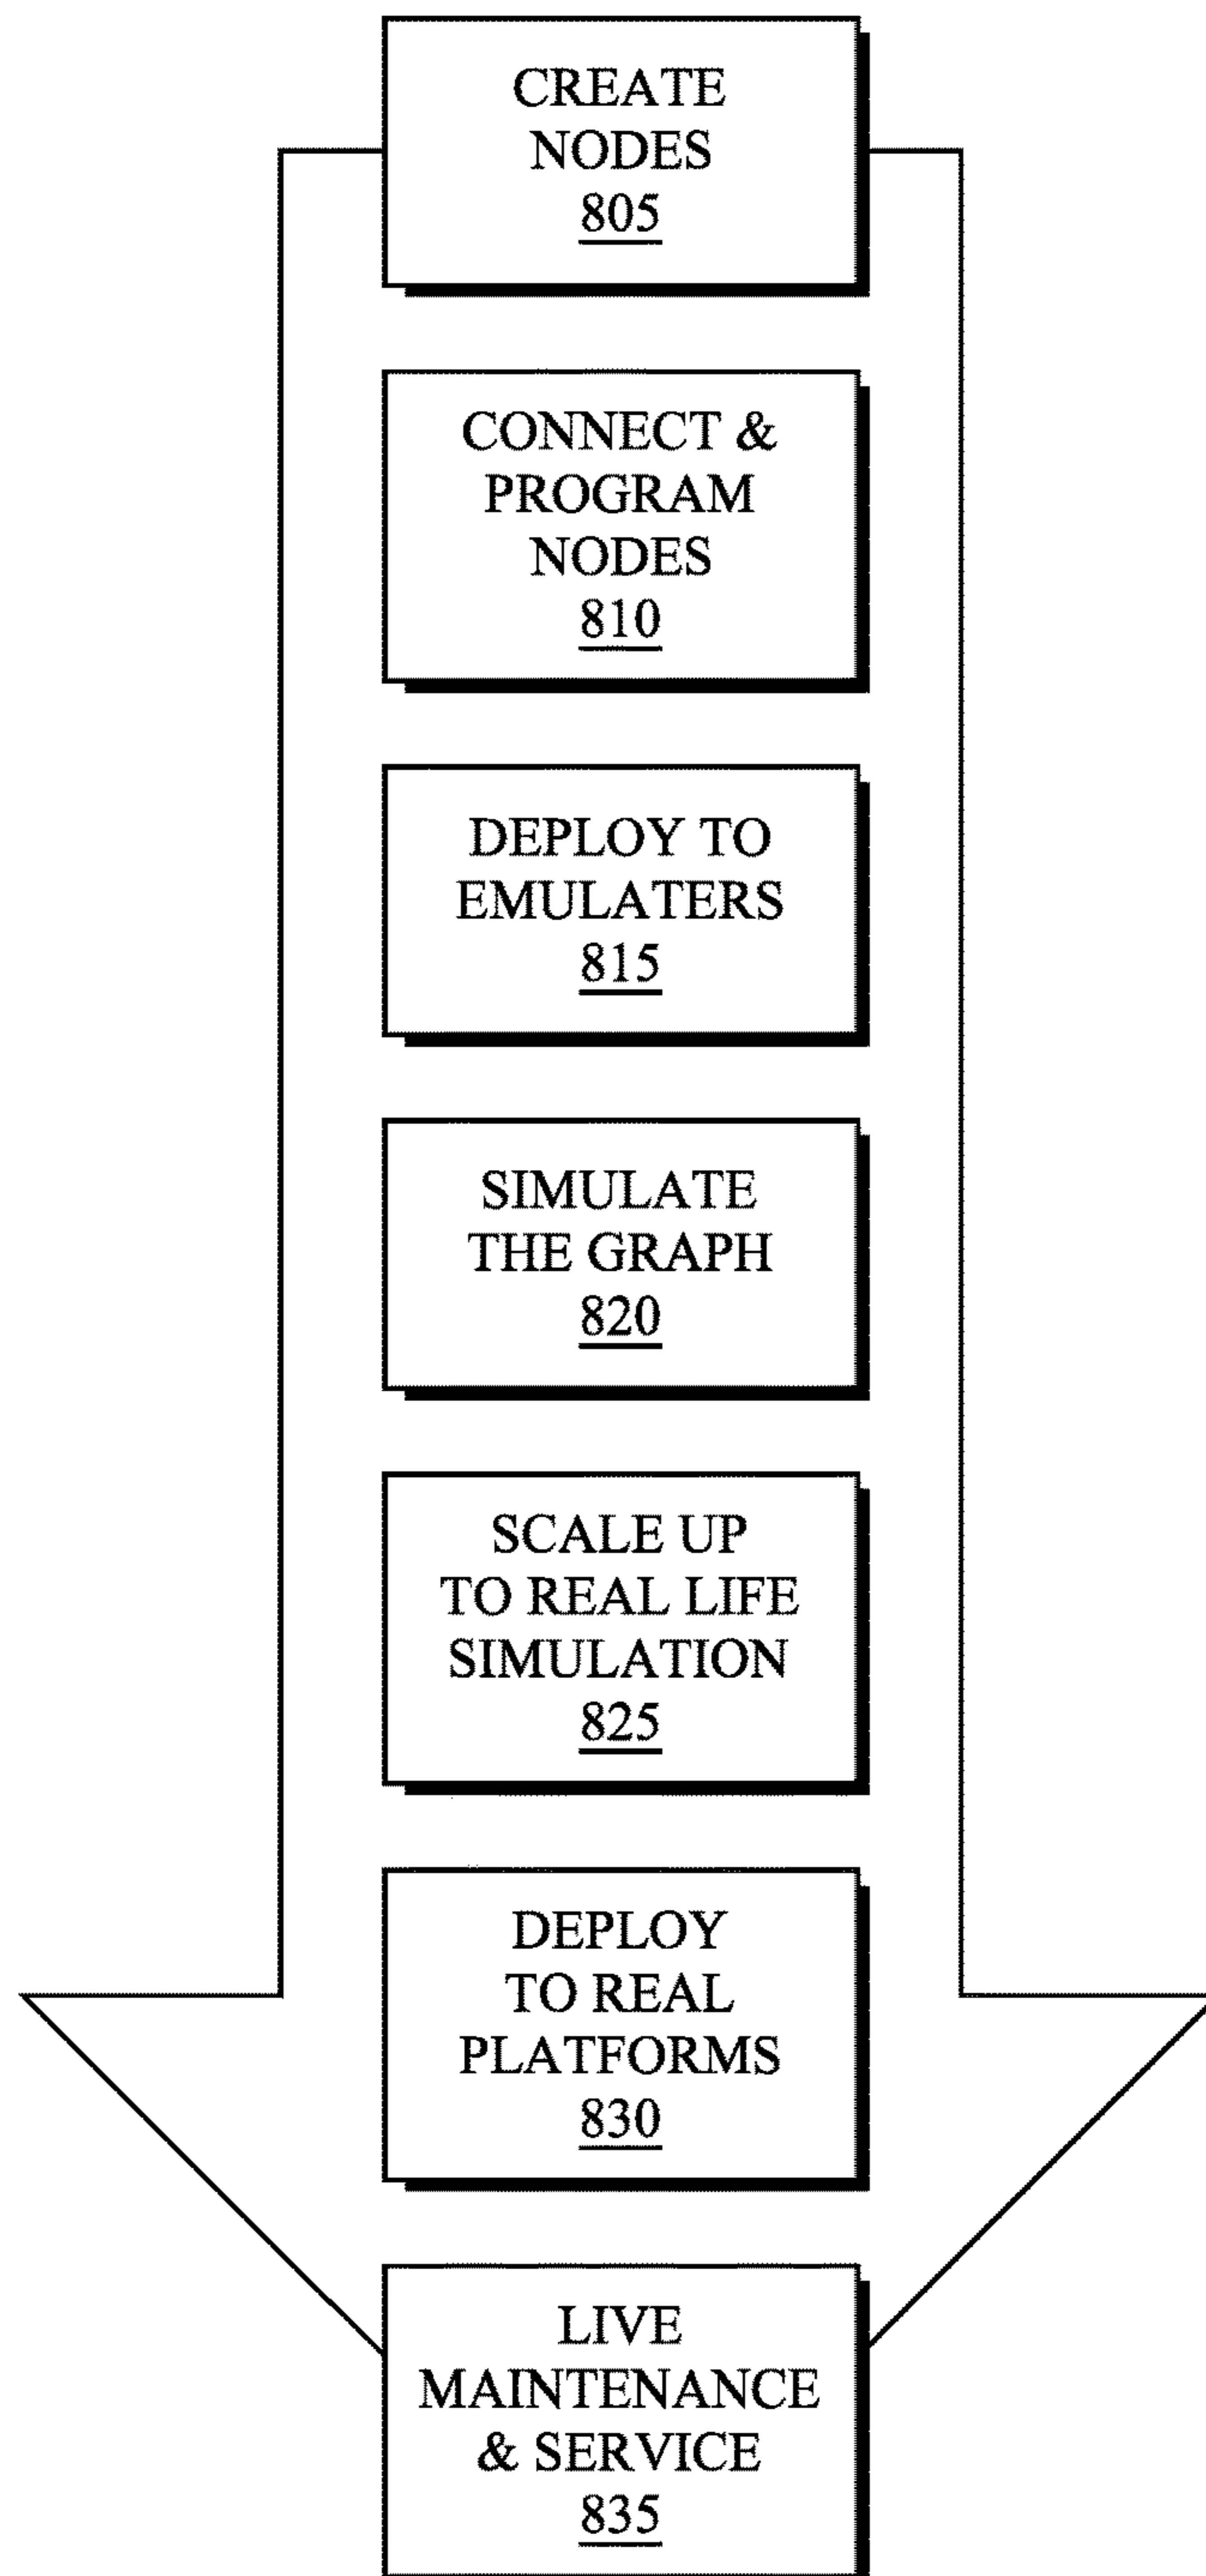 CREATE
NODES
805
CONNECT &
PROGRAM
NODES
810
DEPLOY TO
EMULATERS
815
SIMULATE
THE GRAPH
820
SCALE UP
TO REAL LIFE
SIMULATION
825
DEPLOY
TO REAL
PLATFORMS
830
LIVE
MAINTENANCE
& SERVICE
835